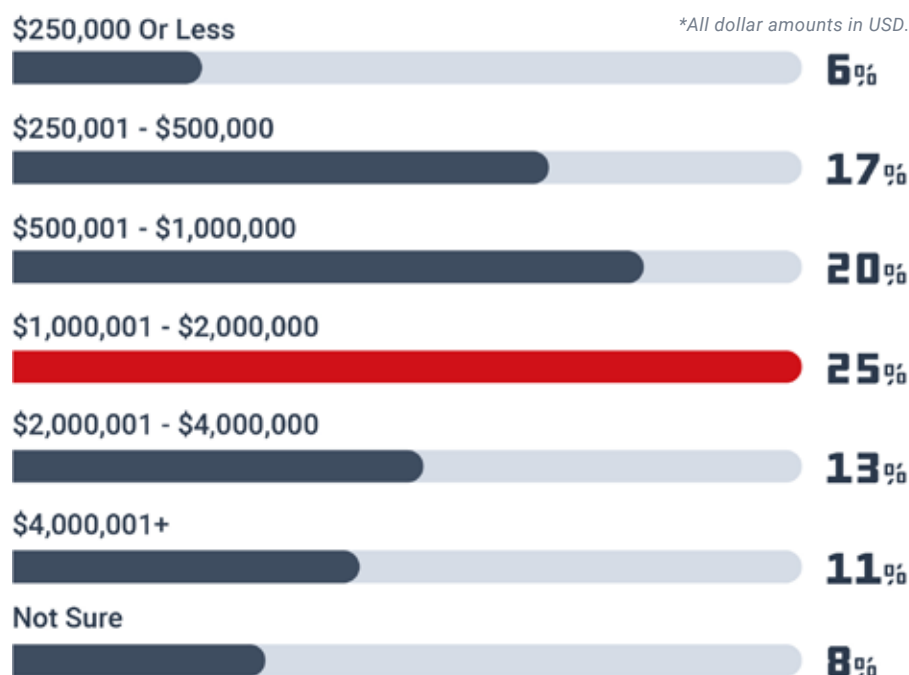 $250,000 Or Less
*All dollar amounts in USD.
6%
$250,001 - $500,000
17%
$500,001 - $1,000,000
20%
$1,000,001 - $2,000,000
25%
$2,000,001 - $4,000,000
13%
$4,000,001+
11%
Not Sure
8%